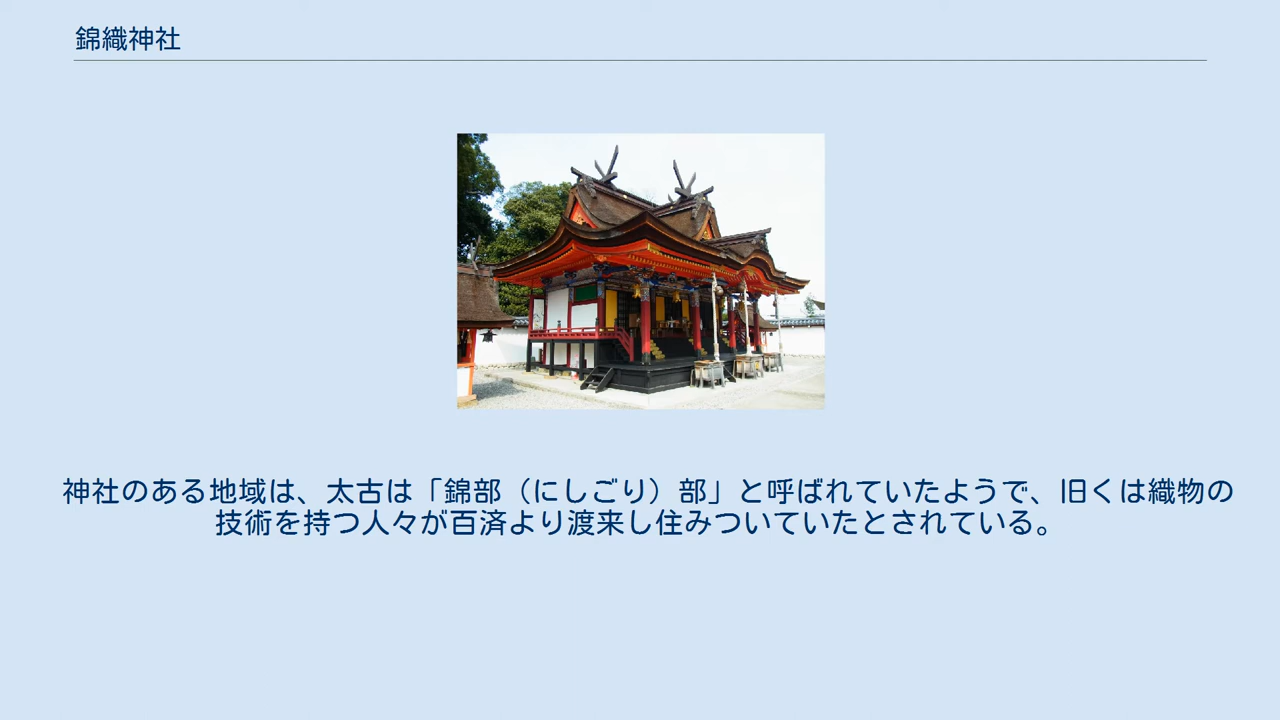 錦織神社
神社のある地域は、太古は「錦部（にしごり）部」と呼ばれていたようで、旧くは織物の
技術を持つ人々が百済より渡来し住みついていたとされている。